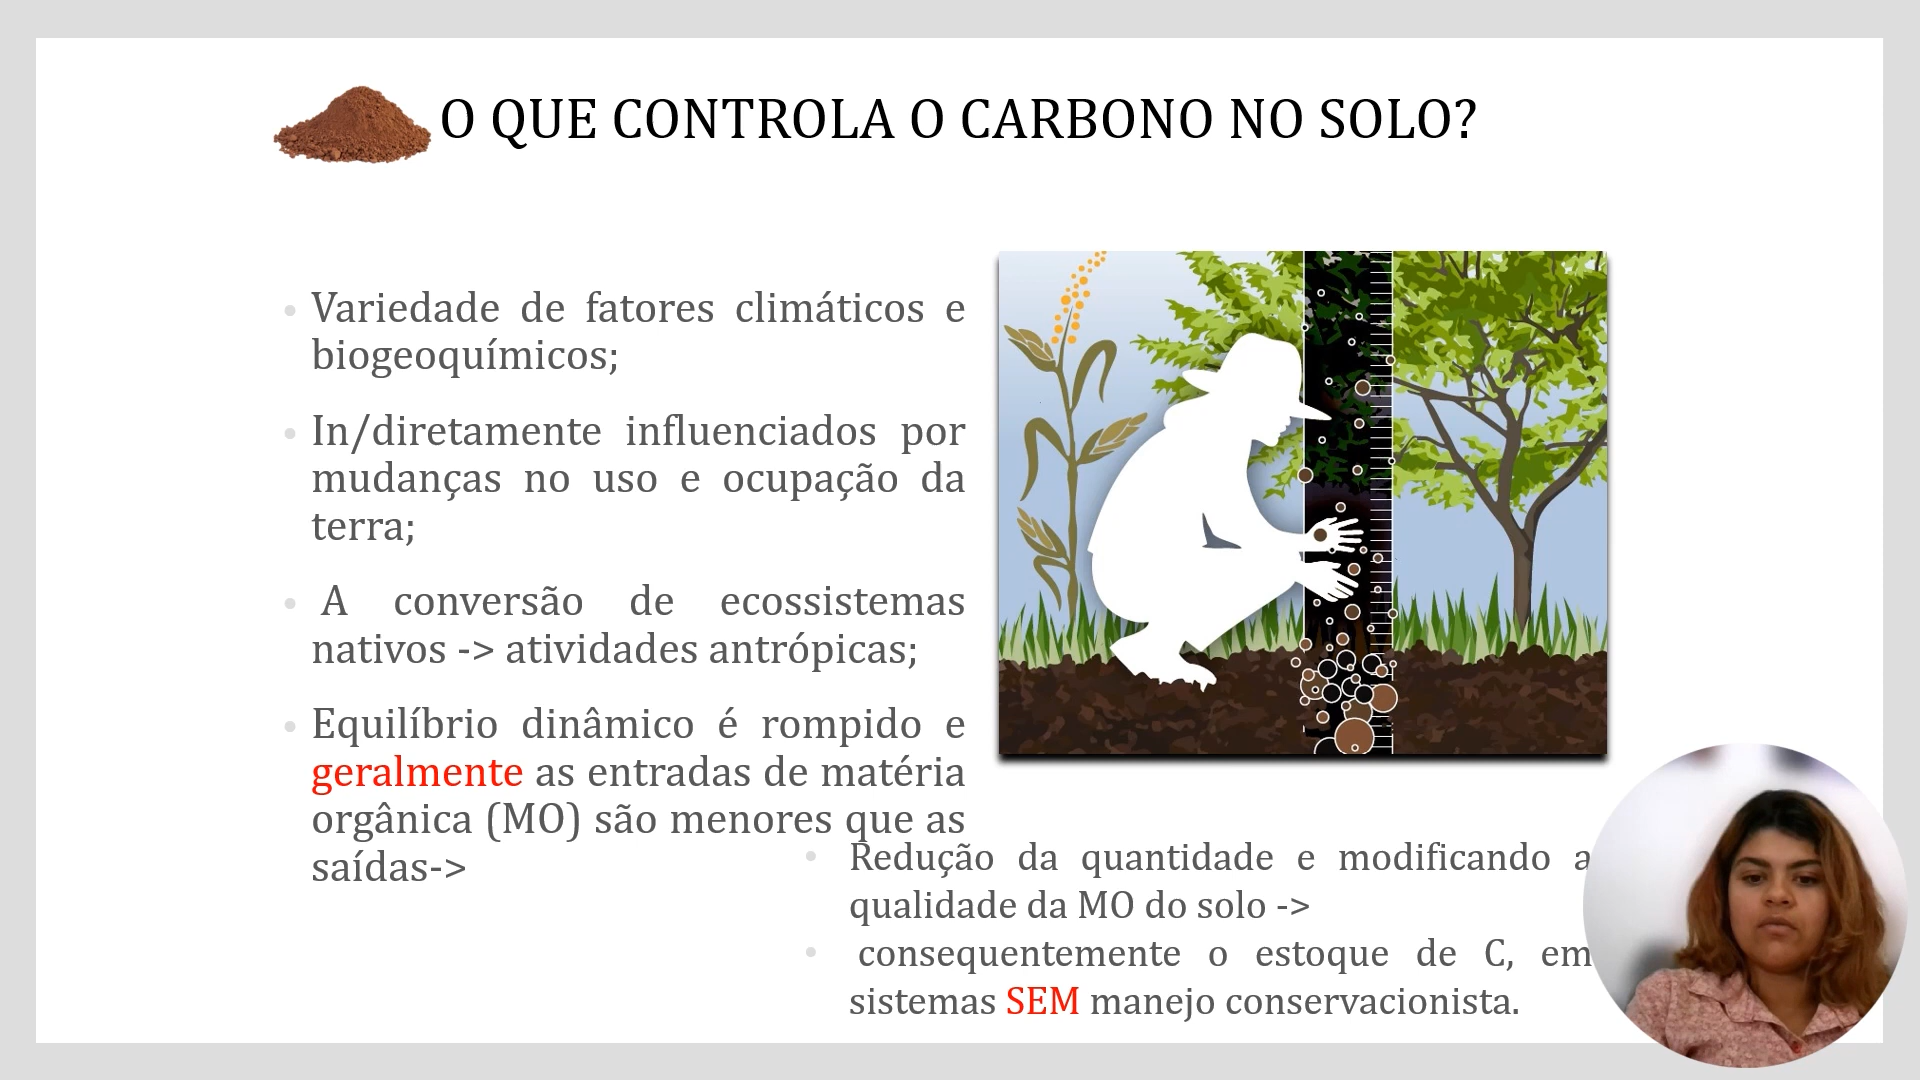 O QUE CONTROLA O CARBONO NO SOLO?
• Variedade de fatores climáticos e
biogeoquímicos;
• In/diretamente influenciados por
mudanças no uso e ocupação da
terra;
• A conversão de ecossistemas
nativos -> atividades antrópicas;
• Equilíbrio dinâmico é rompido e
geralmente as entradas de matéria
orgânica (MO) são menores que as
saídas->
• Redução da quantidade e modificando a
qualidade da MO do solo ->
• consequentemente o estoque de C, em
sistemas SEM manejo conservacionista.